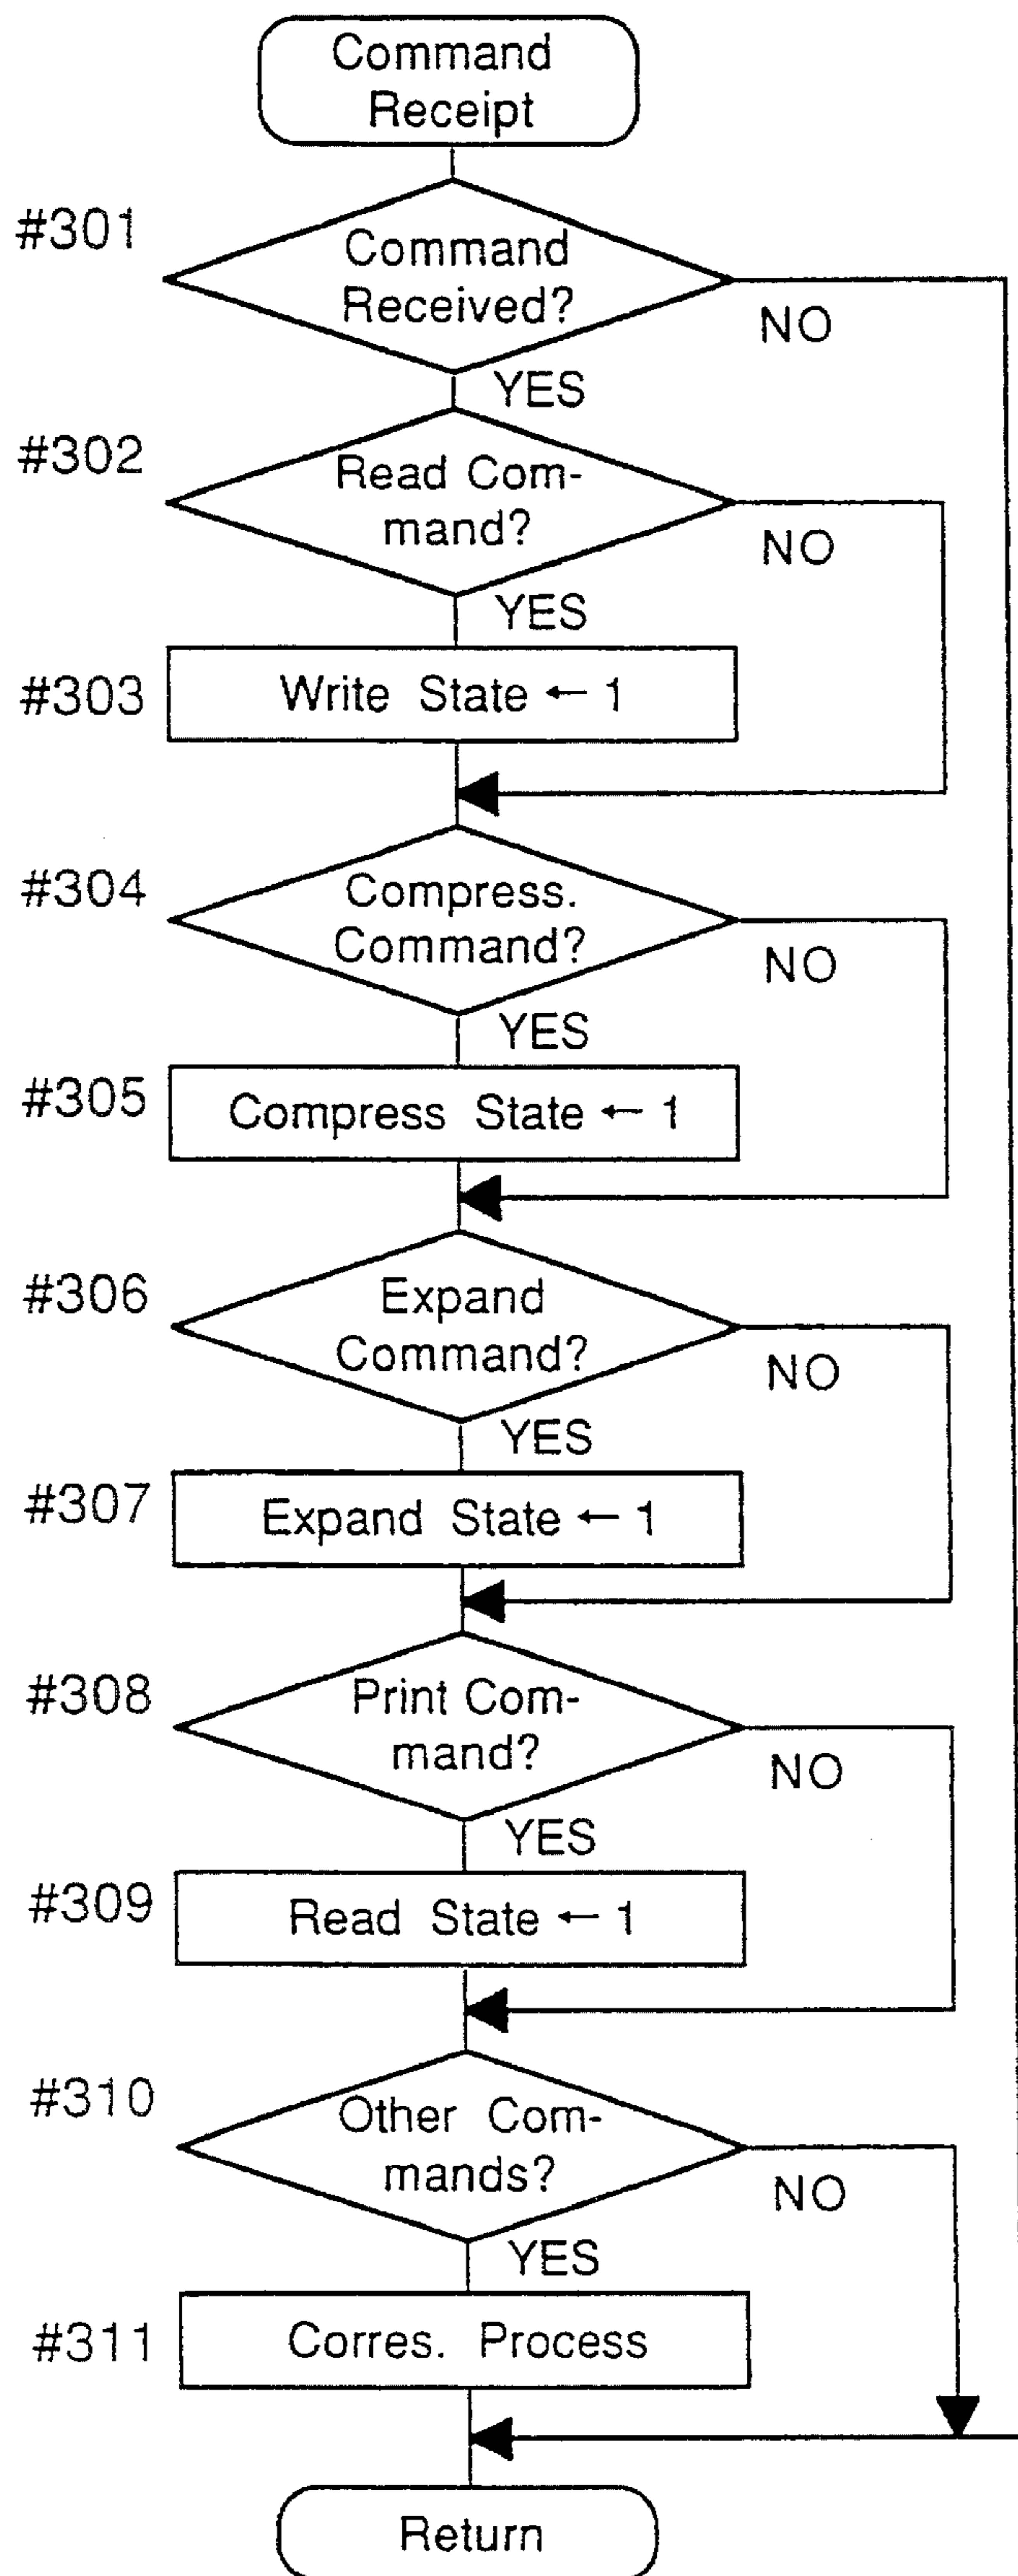 Command
Receipt
#301
Command
Received?
NO
YES
#302
Read Com-
mand?
NO
YES
#303
Write State ← 1
#304
Compress.
Command?
NO
YES
#305
Compress State ← 1
#306
Expand
Command?
NO
YES
#307
Expand State ← 1
#308
Print Com-
mand?
NO
YES
#309
Read State ← 1
#310
Other Com-
mands?
NO
YES
#311
Corres. Process
Return